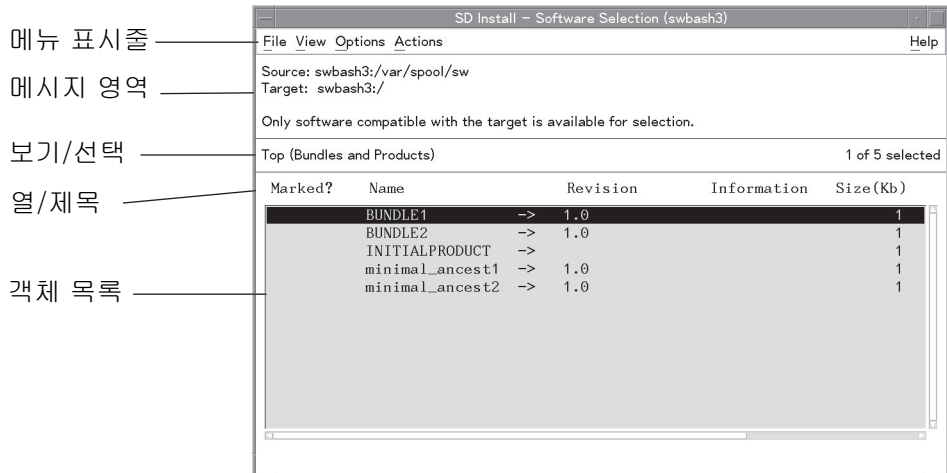 SD Install – Software Selection (swbash3)
메뉴 표시줄
File View Options Actions Help
메시지 영역
Source: swbash3:/var/spool/sw
Target: swbash3:/
Only software compatible with the target is available for selection.
보기/선택
Top (Bundles and Products) 1 of 5 selected
열/제목
Marked? Name Revision Information Size(Kb)
BUNDLE1 -> 1.0 1
BUNDLE2 -> 1.0 1
INITIALPRODUCT -> 1
minimal_ancest1 -> 1.0 1
minimal_ancest2 -> 1.0 1
객체 목록